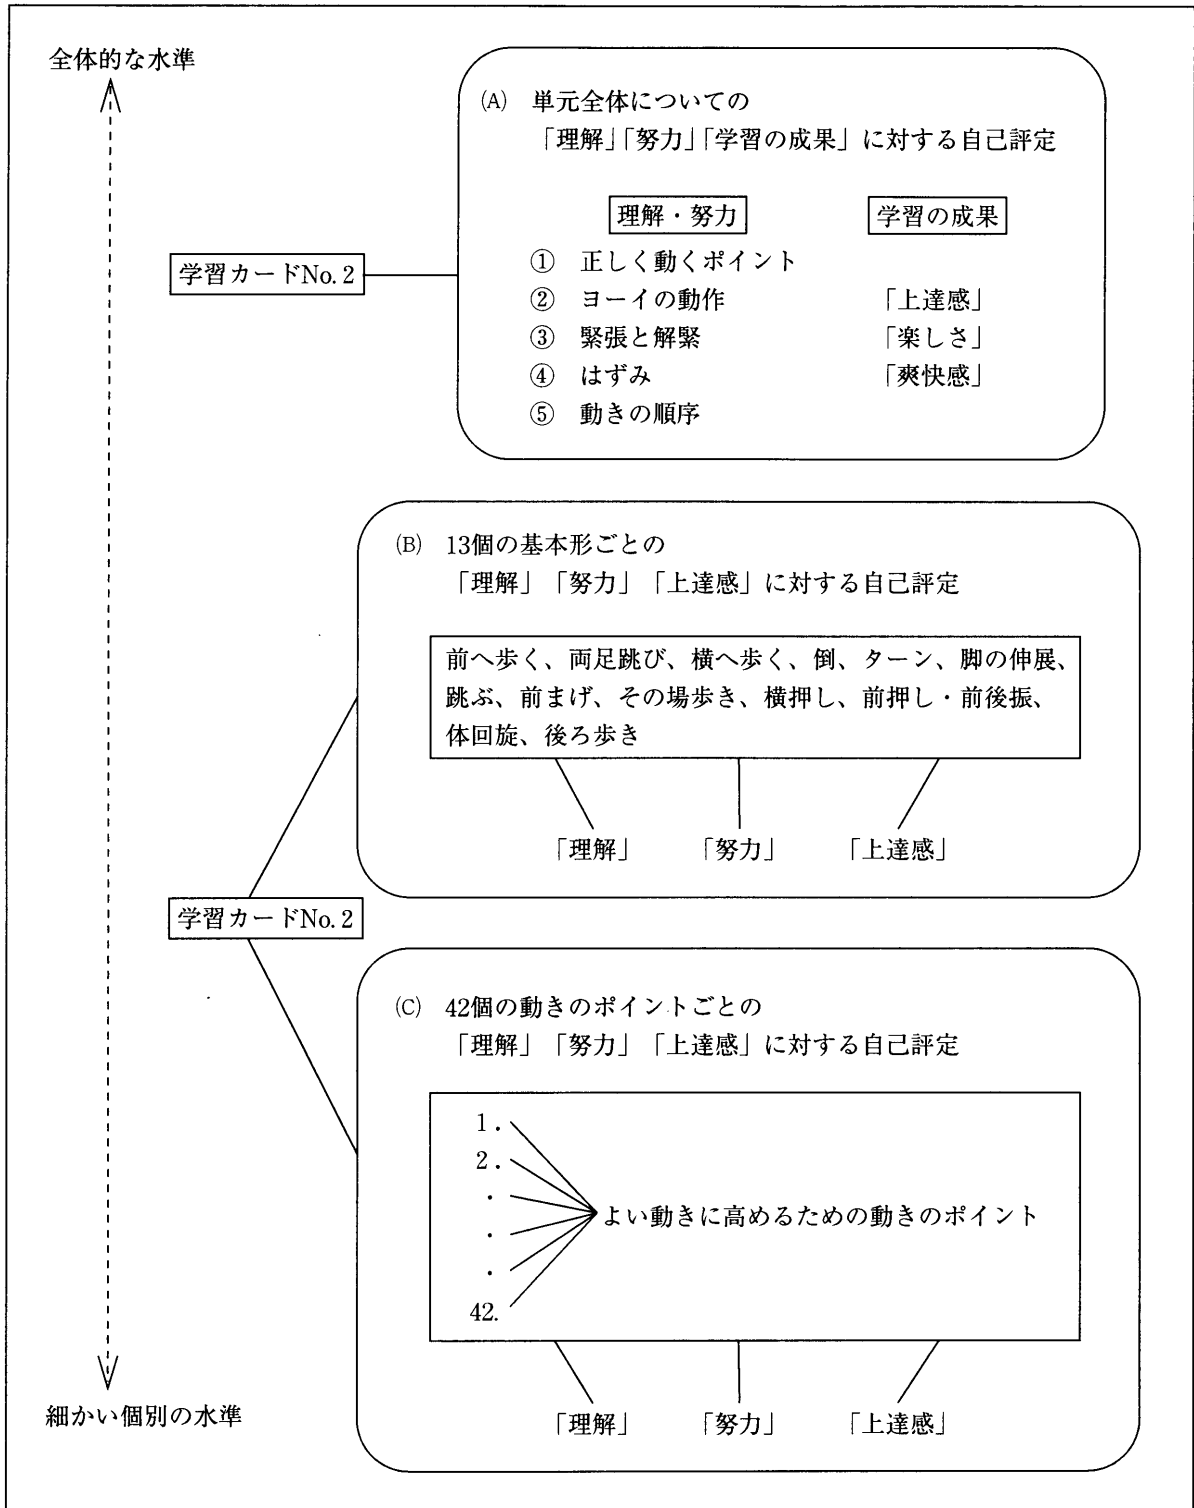 全体的な水準
(A) 単元全体についての
「理解」「努力」「学習の成果」に対する自己評定
理解・努力
学習の成果
① 正しく動くポイント
② ヨーイの動作
「上達感」
③ 緊張と解緊
「楽しさ」
④ はずみ
「爽快感」
⑤ 動きの順序
学習カードNo.2
(B) 13個の基本形ごとの
「理解」「努力」「上達感」に対する自己評定
前へ歩く、両足跳び、横へ歩く、倒、ターン、脚の伸展、
跳ぶ、前まげ、その場歩き、横押し、前押し・前後振、
体回旋、後ろ歩き
「理解」 「努力」 「上達感」
学習カードNo.2
(C) 42個の動きのポイントごとの
「理解」「努力」「上達感」に対する自己評定
1.
2.
・
・
・
42.
よい動きに高めるための動きのポイント
「理解」 「努力」 「上達感」
細かい個別の水準